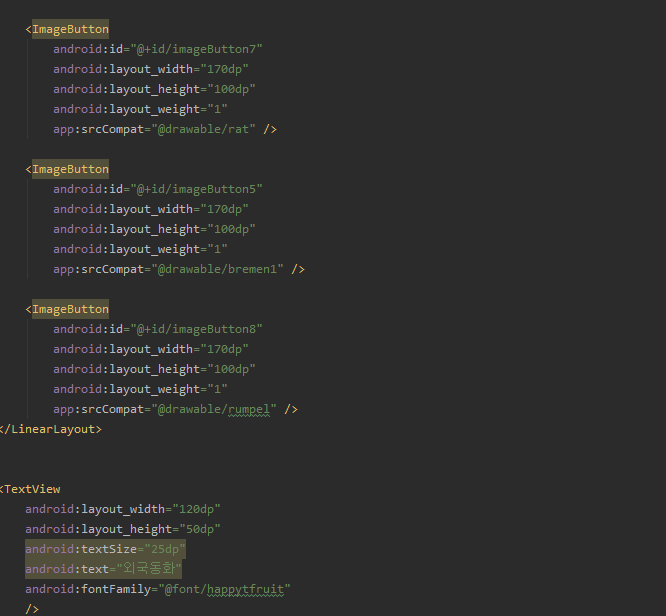 <ImageButton
android:id="@+id/imageButton7"
android:layout_width="170dp"
android:layout_height="100dp"
android:layout_weight="1"
app:srcCompat="@drawable/rat" />
<ImageButton
android:id="@+id/imageButton5"
android:layout_width="170dp"
android:layout_height="100dp"
android:layout_weight="1"
app:srcCompat="@drawable/bremen1" />
<ImageButton
android:id="@+id/imageButton8"
android:layout_width="170dp"
android:layout_height="100dp"
android:layout_weight="1"
app:srcCompat="@drawable/rumpel" />
</LinearLayout>
<TextView
android:layout_width="120dp"
android:layout_height="50dp"
android:textSize="25dp"
android:text="외국동화"
android:fontFamily="@font/happytfruit"
/>